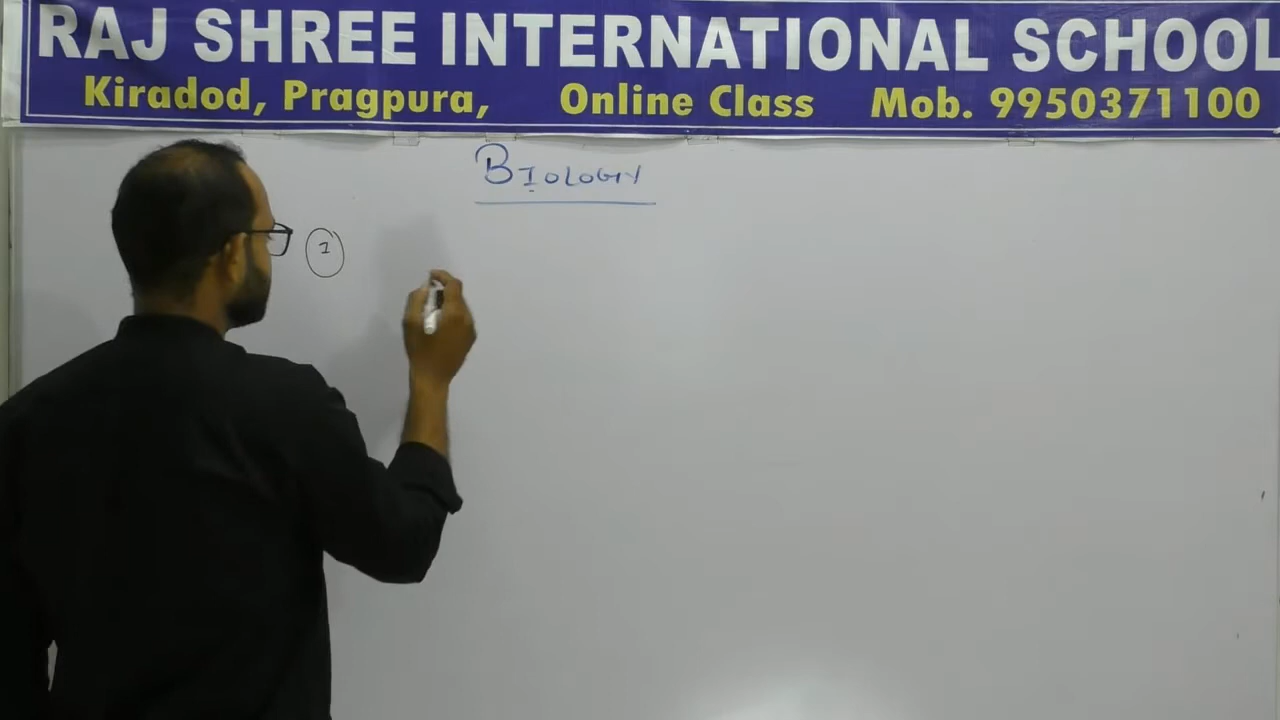 RAJ SHREE INTERNATIONAL SCHOOL
Kiradod, Pragpura, Online Class Mob. 9950371100
BIOLOGY
1